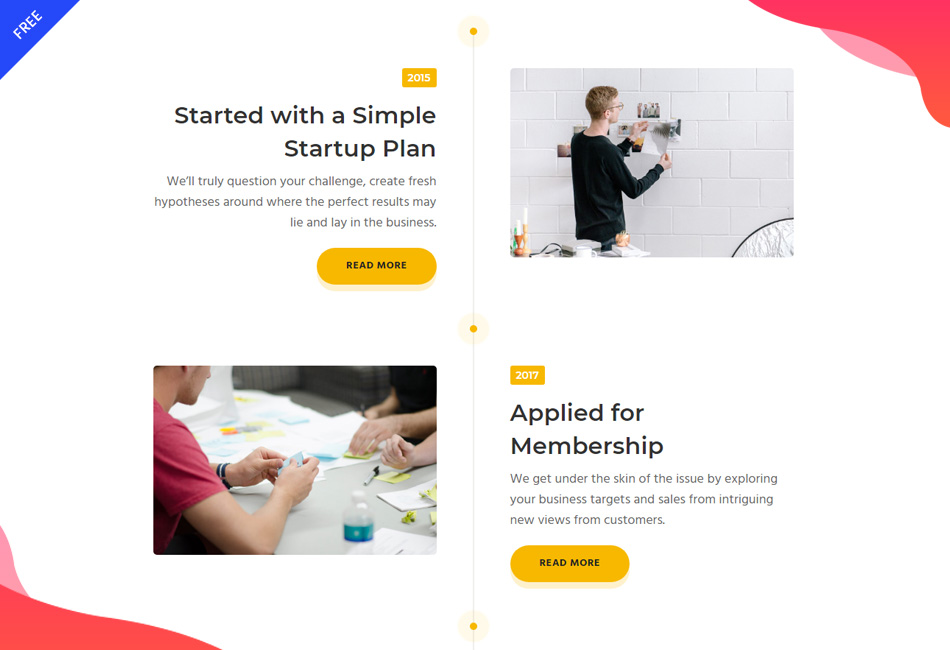 FREE
2015
Started with a Simple
Startup Plan
We’ll truly question your challenge, create fresh
hypotheses around where the perfect results may
lie and lay in the business.
READ MORE
2017
Applied for
Membership
We get under the skin of the issue by exploring
your business targets and sales from intriguing
new views from customers.
READ MORE